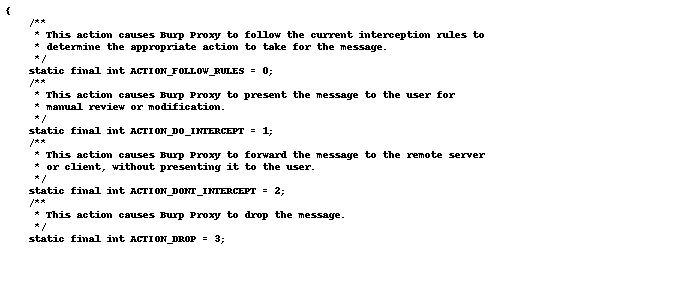 {
/**
* This action causes Burp Proxy to follow the current interception rules to
* determine the appropriate action to take for the message.
*/
static final int ACTION_FOLLOW_RULES = 0;
/**
* This action causes Burp Proxy to present the message to the user for
* manual review or modification.
*/
static final int ACTION_DO_INTERCEPT = 1;
/**
* This action causes Burp Proxy to forward the message to the remote server
* or client, without presenting it to the user.
*/
static final int ACTION_DONT_INTERCEPT = 2;
/**
* This action causes Burp Proxy to drop the message.
*/
static final int ACTION_DROP = 3;